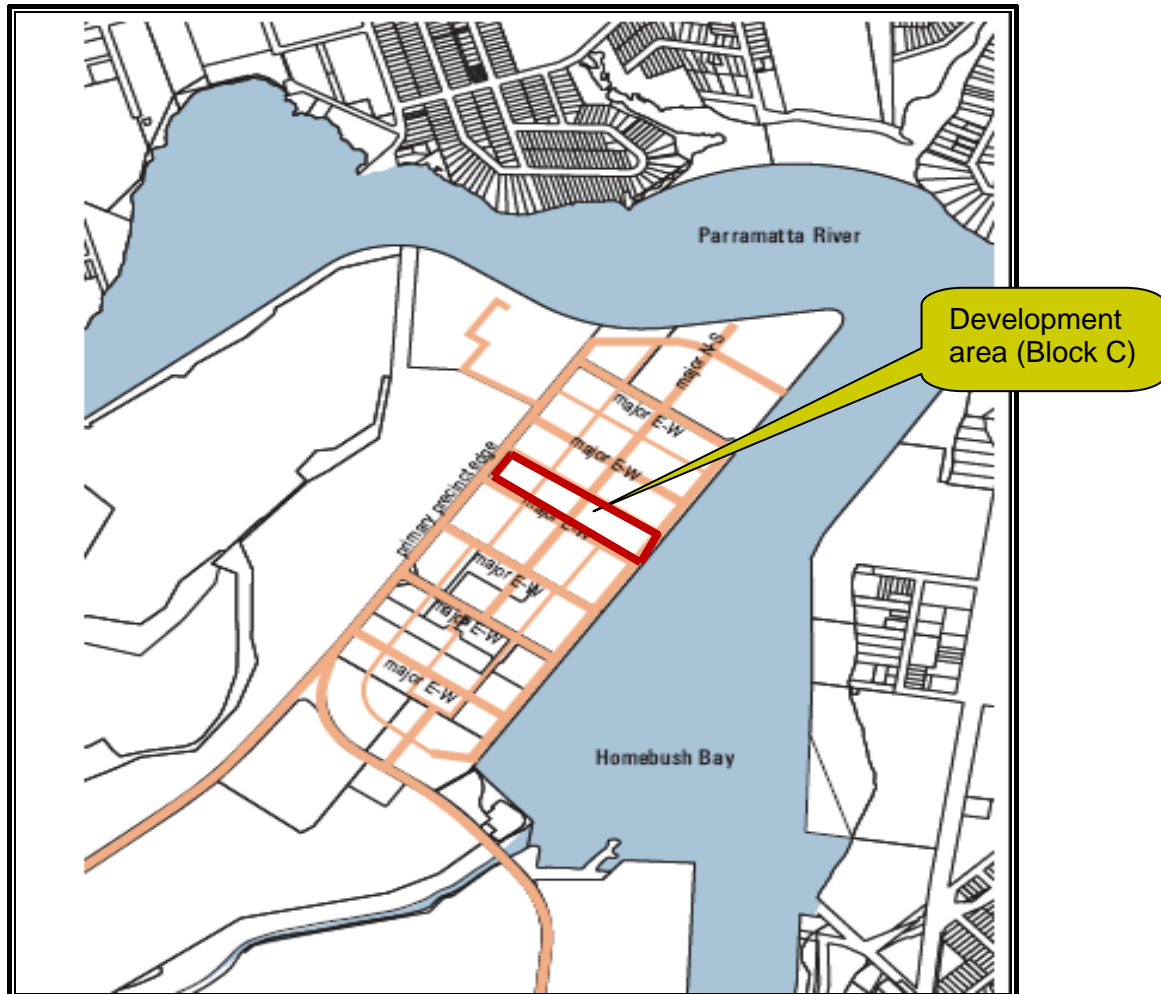 Parramatta River
Development
area (Block C)
major N-S
major E-W
major E-W
primary precinct edge
major E-W
major E-W
major E-W
major E-W
Homebush Bay